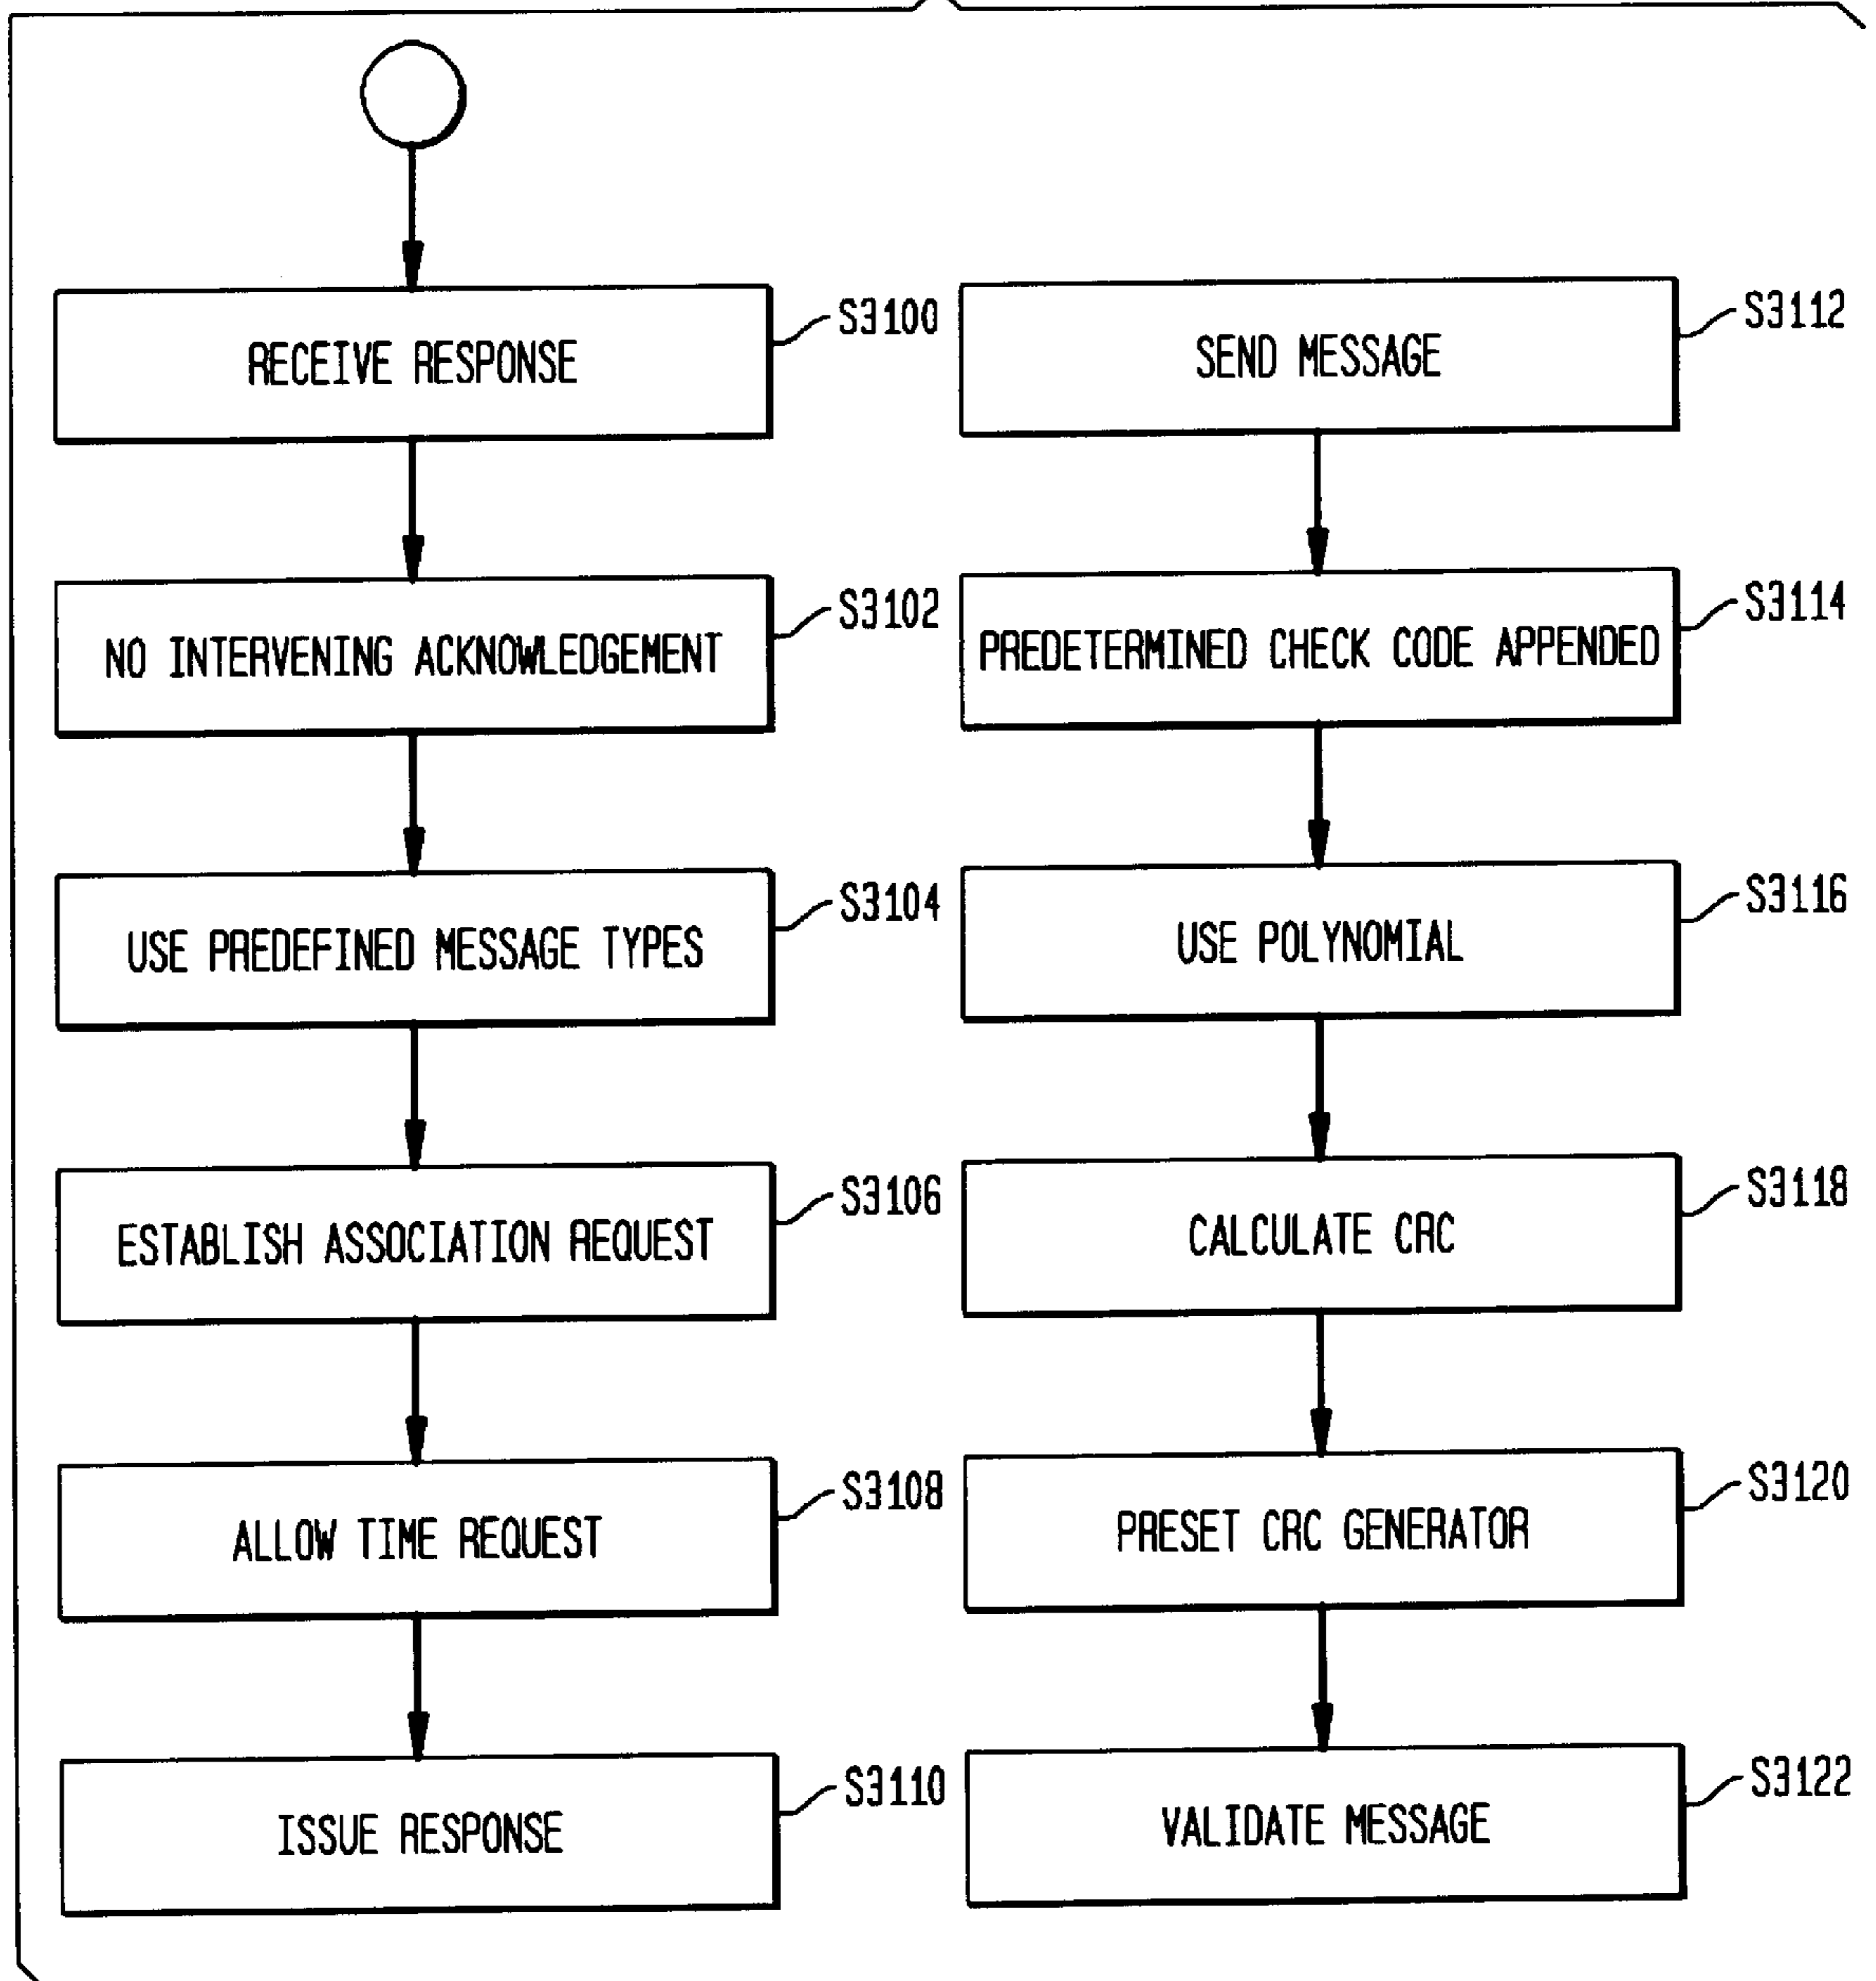 RECEIVE RESPONSE
S3100
NO INTERVENING ACKNOWLEDGEMENT
S3102
USE PREDEFINED MESSAGE TYPES
S3104
ESTABLISH ASSOCIATION REQUEST
S3106
ALLOW TIME REQUEST
S3108
ISSUE RESPONSE
S3110
SEND MESSAGE
S3112
PREDETERMINED CHECK CODE APPENDED
S3114
USE POLYNOMIAL
S3116
CALCULATE CRC
S3118
PRESET CRC GENERATOR
S3120
VALIDATE MESSAGE
S3122